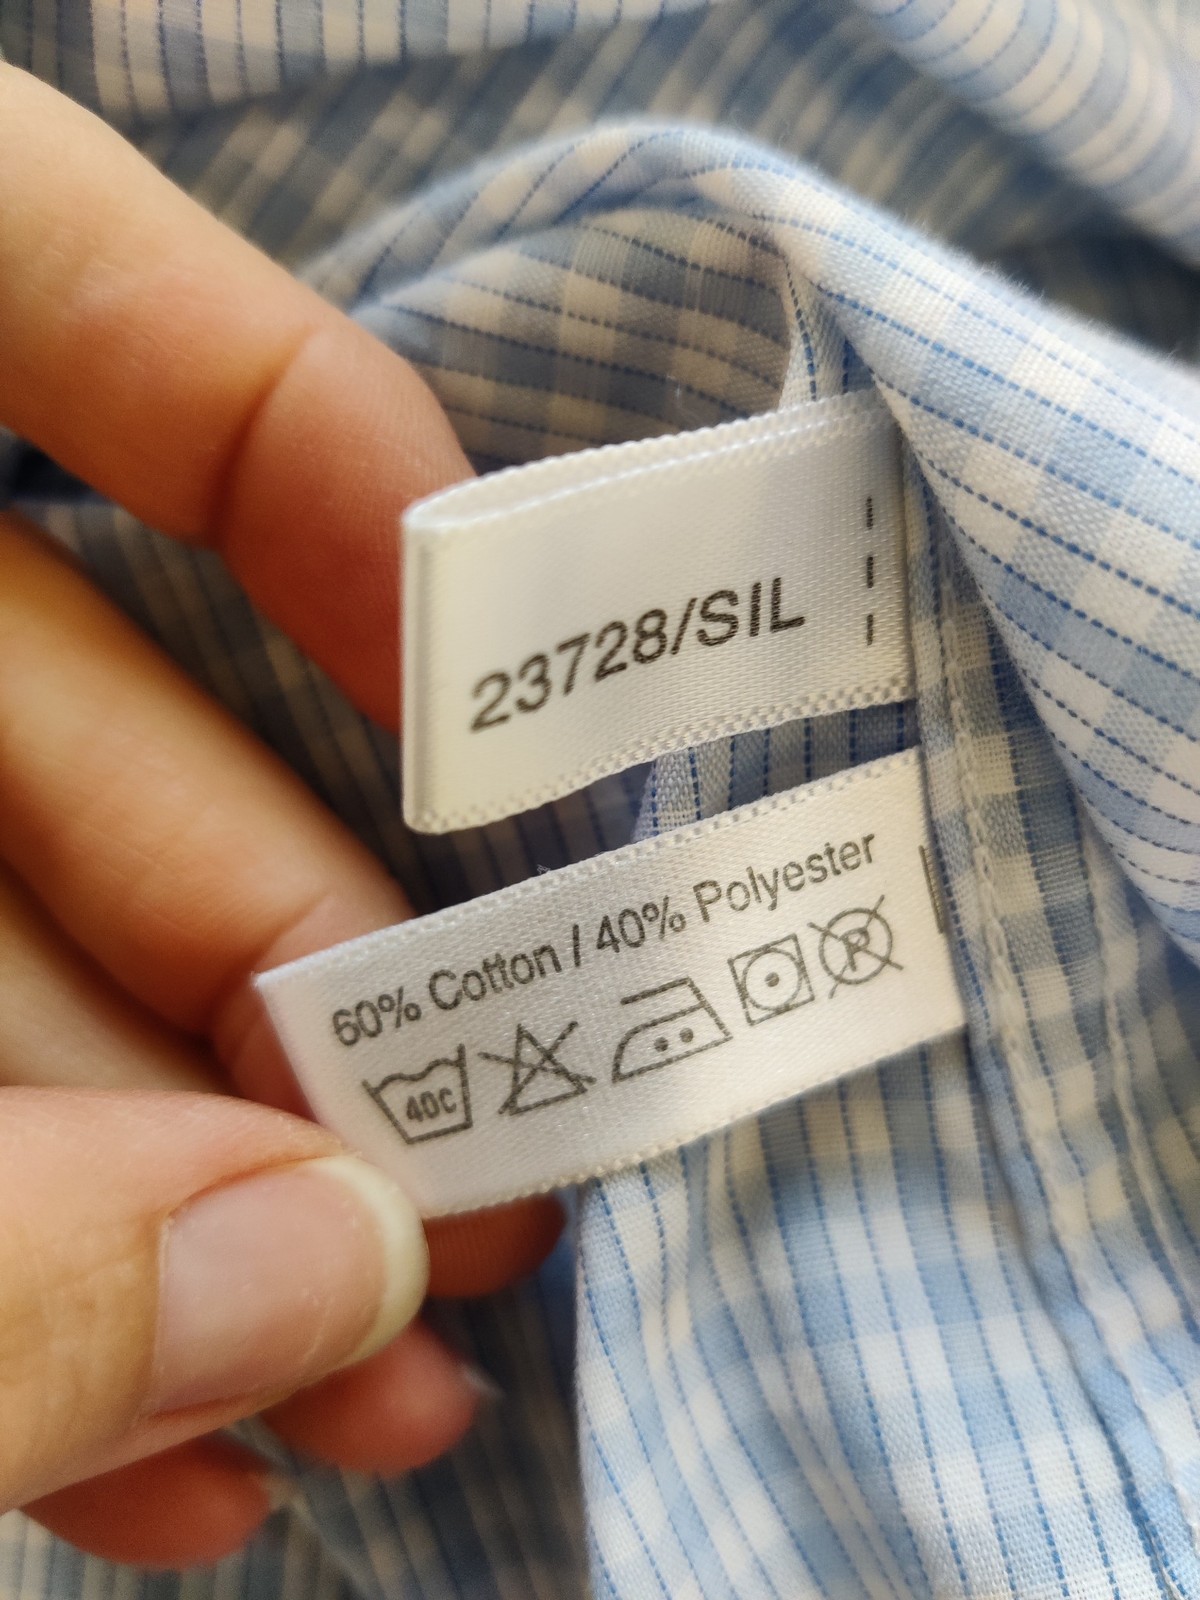 23728/SIL
60% Cotton / 40% Polyester
40C P